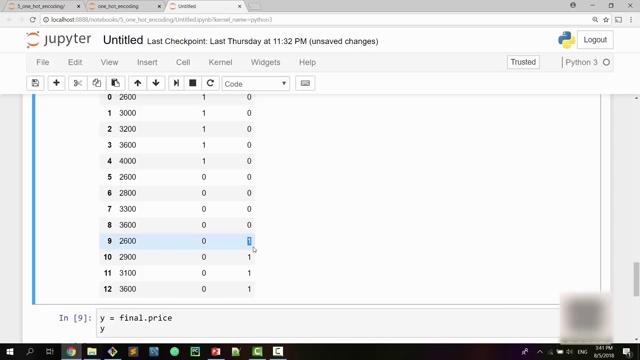 5_one_hot_encoding/
one_hot_encoding
Untitled
localhost:8888/notebooks/5_one_hot_encoding/Untitled.ipynb?kernel_name=python3
jupyter Untitled Last Checkpoint: Last Thursday at 11:32 PM (unsaved changes)
Logout
File Edit View Insert Cell Kernel Widgets Help
Trusted
Python 3
Code
0 2600 1 0
1 3000 1 0
2 3200 1 0
3 3600 1 0
4 4000 1 0
5 2600 0 0
6 2800 0 0
7 3300 0 0
8 3600 0 0
9 2600 0 1
10 2900 0 1
11 3100 0 1
12 3600 0 1
In [9]: y = final.price
y
ENG
3:41 PM
8/5/2018